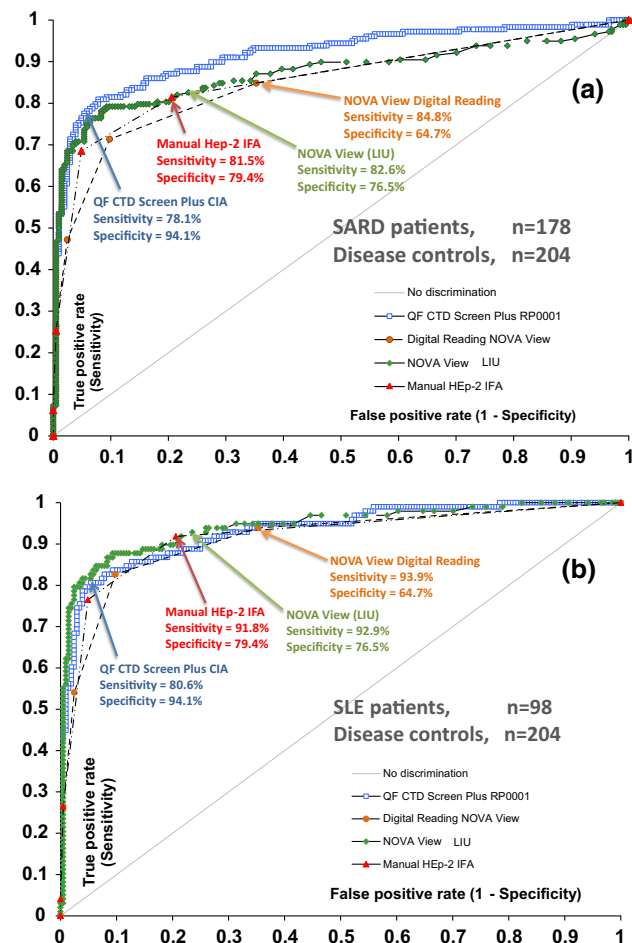 1
0.9
0.8
0.7
0.6
0.5
0.4
0.3
0.2
0.1
0
(a)
NOVA View Digital Reading
Sensitivity = 84.8%
Specificity = 64.7%
Manual Hep-2 IFA
Sensitivity = 81.5%
Specificity = 79.4%
NOVA View (LIU)
Sensitivity = 82.6%
Specificity = 76.5%
QF CTD Screen Plus CIA
Sensitivity = 78.1%
Specificity = 94.1%
SARD patients, n=178
Disease controls, n=204
No discrimination
QF CTD Screen Plus RP0001
Digital Reading NOVA View
NOVA View LIU
Manual HEp-2 IFA
True positive rate
(Sensitivity)
False positive rate (1 - Specificity)
0 0.1 0.2 0.3 0.4 0.5 0.6 0.7 0.8 0.9 1
1
0.9
0.8
0.7
0.6
0.5
0.4
0.3
0.2
0.1
0
(b)
NOVA View Digital Reading
Sensitivity = 93.9%
Specificity = 64.7%
Manual HEp-2 IFA
Sensitivity = 91.8%
Specificity = 79.4%
NOVA View (LIU)
Sensitivity = 92.9%
Specificity = 76.5%
QF CTD Screen Plus CIA
Sensitivity = 80.6%
Specificity = 94.1%
SLE patients, n=98
Disease controls, n=204
No discrimination
QF CTD Screen Plus RP0001
Digital Reading NOVA View
NOVA View LIU
Manual HEp-2 IFA
True positive rate
(Sensitivity)
False positive rate (1 - Specificity)
0 0.1 0.2 0.3 0.4 0.5 0.6 0.7 0.8 0.9 1